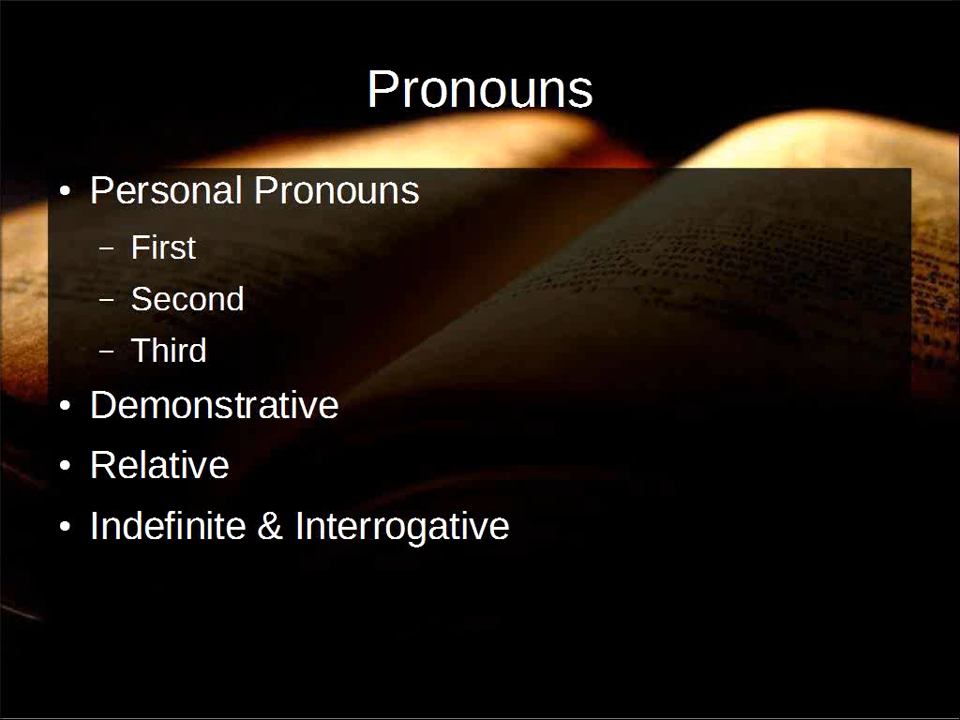 Pronouns
• Personal Pronouns
– First
– Second
– Third
• Demonstrative
• Relative
• Indefinite & Interrogative